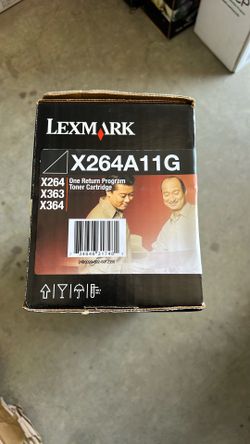 LEXMARK
X264A11G
X264
X363
X364
One Return Program
Toner Cartridge